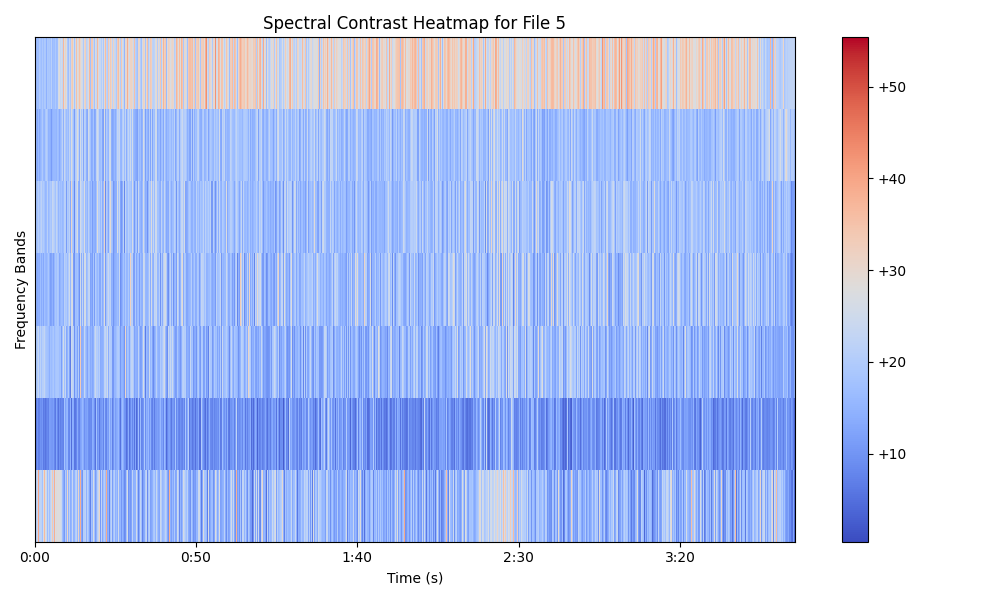 Spectral Contrast Heatmap for File 5
Frequency Bands
+50
+40
+30
+20
+10
0:00 0:50 1:40 2:30 3:20
Time (s)